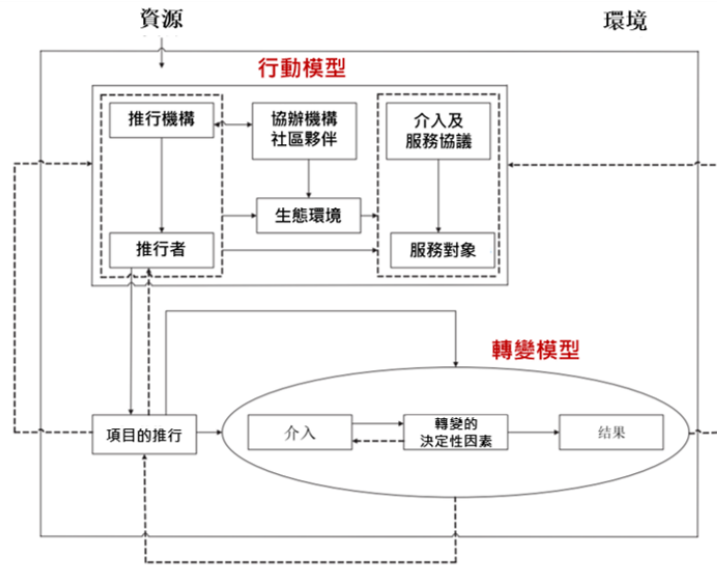 資源
環境
行動模型
推行機構
協辦機構
社區夥伴
介入及
服務協議
生態環境
推行者
服務對象
轉變模型
項目的推行
介入
轉變的
決定性因素
结果